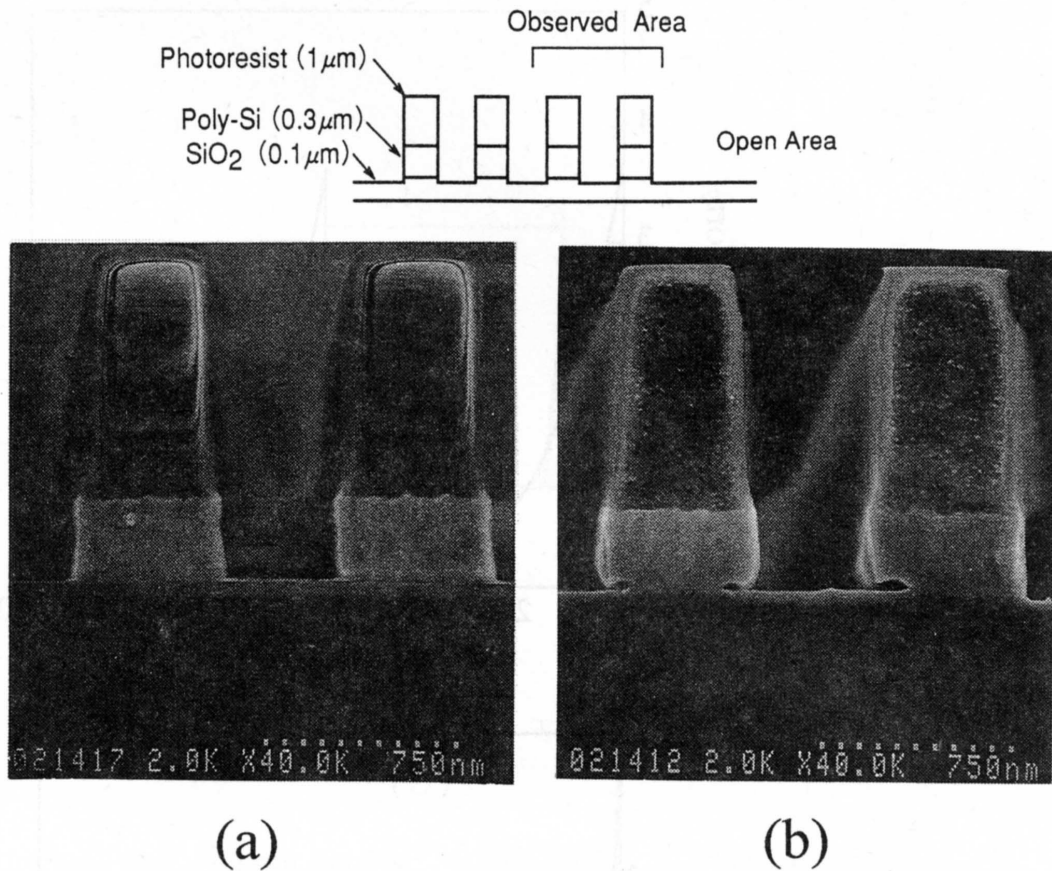 Observed Area
Photoresist (1μm)
Poly-Si (0.3μm)
SiO2 (0.1μm)
Open Area
021417 2.0K X40.0K 750nm
021412 2.0K X40.0K 750nm
(a)
(b)